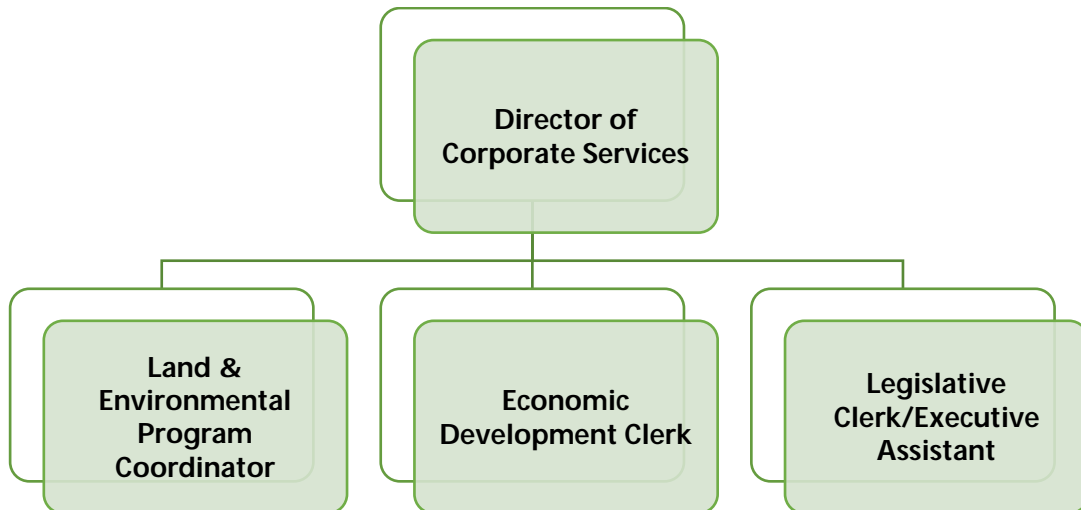 Director of
Corporate Services
Land &
Environmental
Program
Coordinator
Economic
Development Clerk
Legislative
Clerk/Executive
Assistant